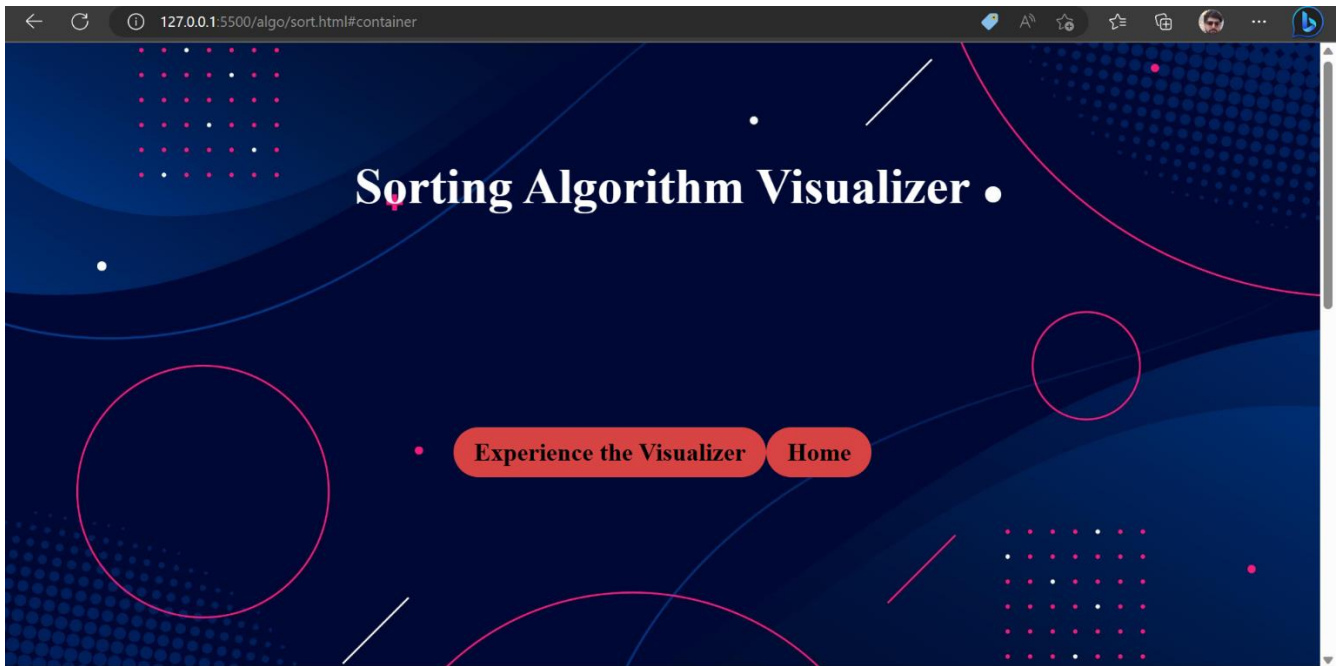 127.0.0.1:5500/algo/sort.html#container
Sorting Algorithm Visualizer
Experience the Visualizer
Home